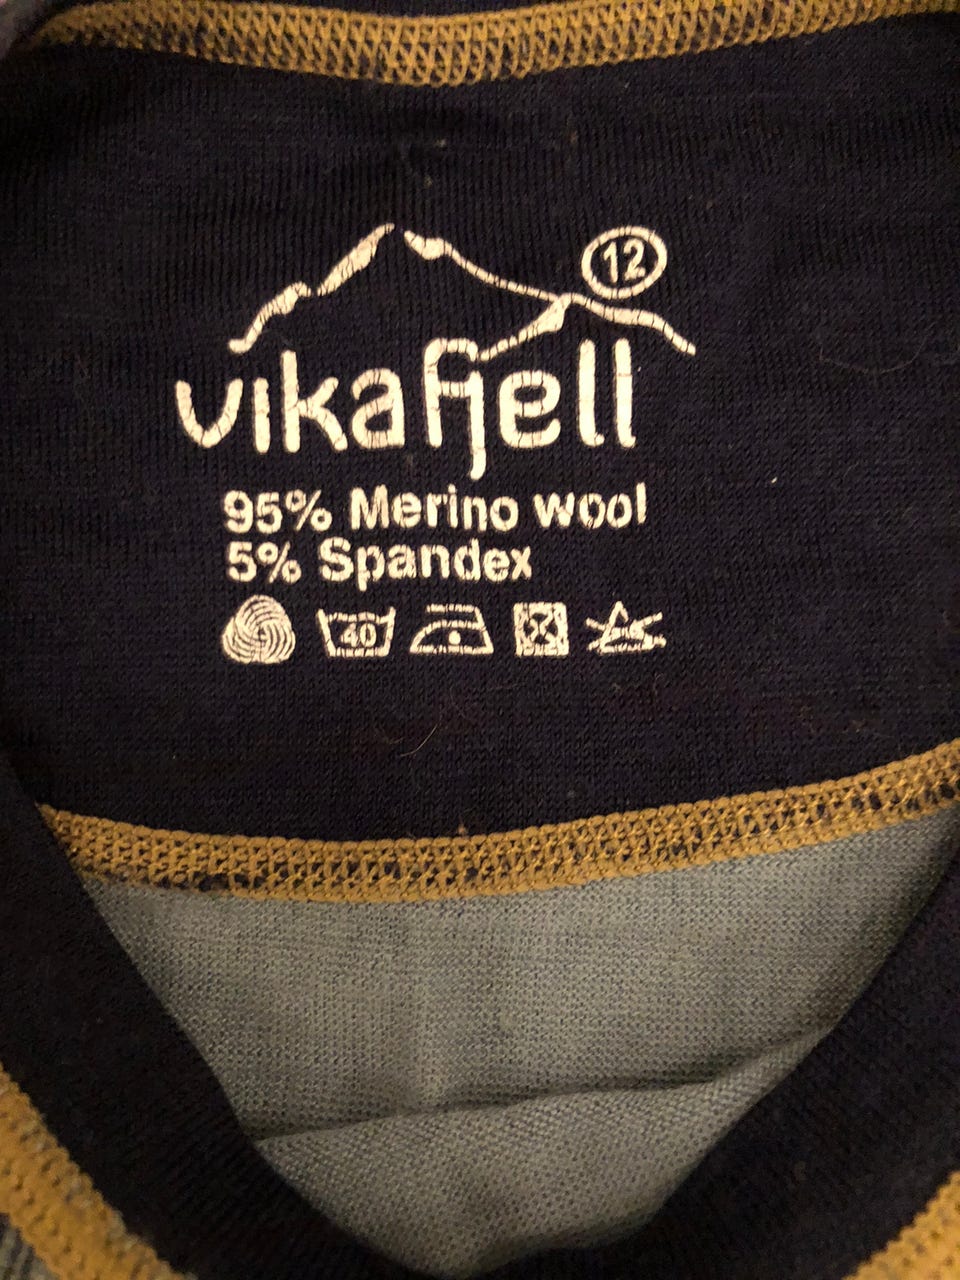 12
vikafjell
95% Merino wool
5% Spandex
40